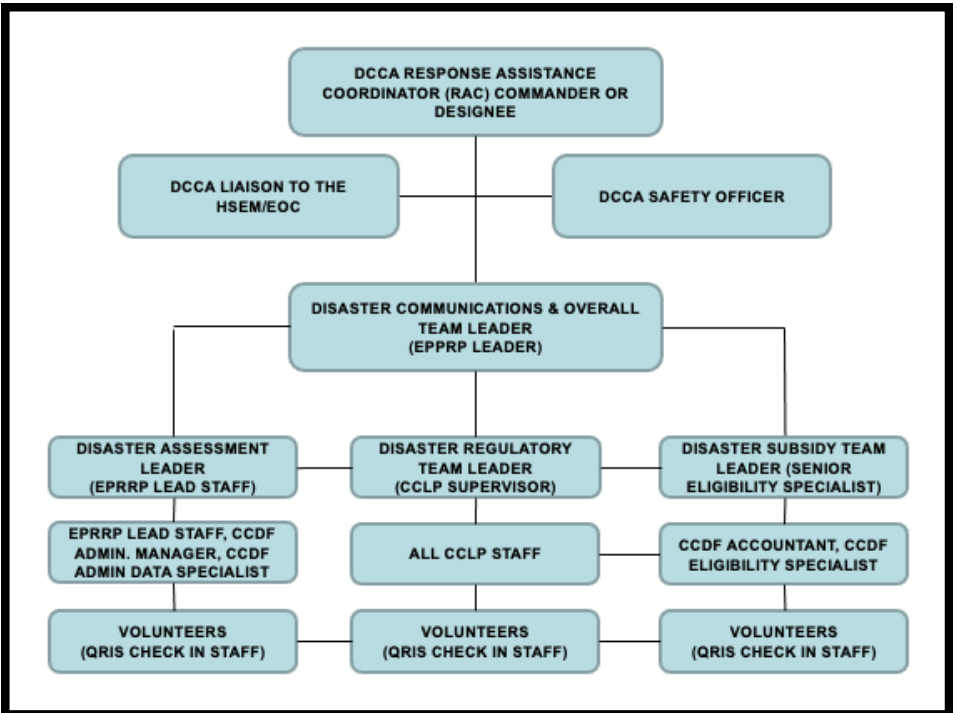 DCCA RESPONSE ASSISTANCE
COORDINATOR (RAC) COMMANDER OR
DESIGNEE
DCCA LIAISON TO THE
HSEM/EOC
DCCA SAFETY OFFICER
DISASTER COMMUNICATIONS & OVERALL
TEAM LEADER
(EPPRP LEADER)
DISASTER ASSESSMENT
LEADER
(EPRRP LEAD STAFF)
DISASTER REGULATORY
TEAM LEADER
(CCLP SUPERVISOR)
DISASTER SUBSIDY TEAM
LEADER (SENIOR
ELIGIBILITY SPECIALIST)
EPRRP LEAD STAFF, CCDF
ADMIN. MANAGER, CCDF
ADMIN DATA SPECIALIST
ALL CCLP STAFF
CCDF ACCOUNTANT, CCDF
ELIGIBILITY SPECIALIST
VOLUNTEERS
(QRIS CHECK IN STAFF)
VOLUNTEERS
(QRIS CHECK IN STAFF)
VOLUNTEERS
(QRIS CHECK IN STAFF)